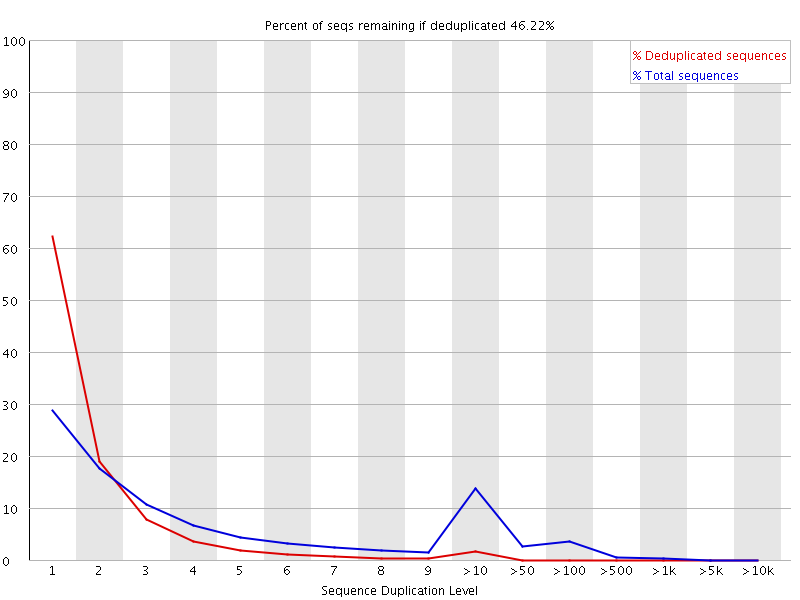 Percent of seqs remaining if deduplicated 46.22%
% Deduplicated sequences
% Total sequences
100
90
80
70
60
50
40
30
20
10
0
1 2 3 4 5 6 7 8 9 >10 >50 >100 >500 >1k >5k >10k
Sequence Duplication Level